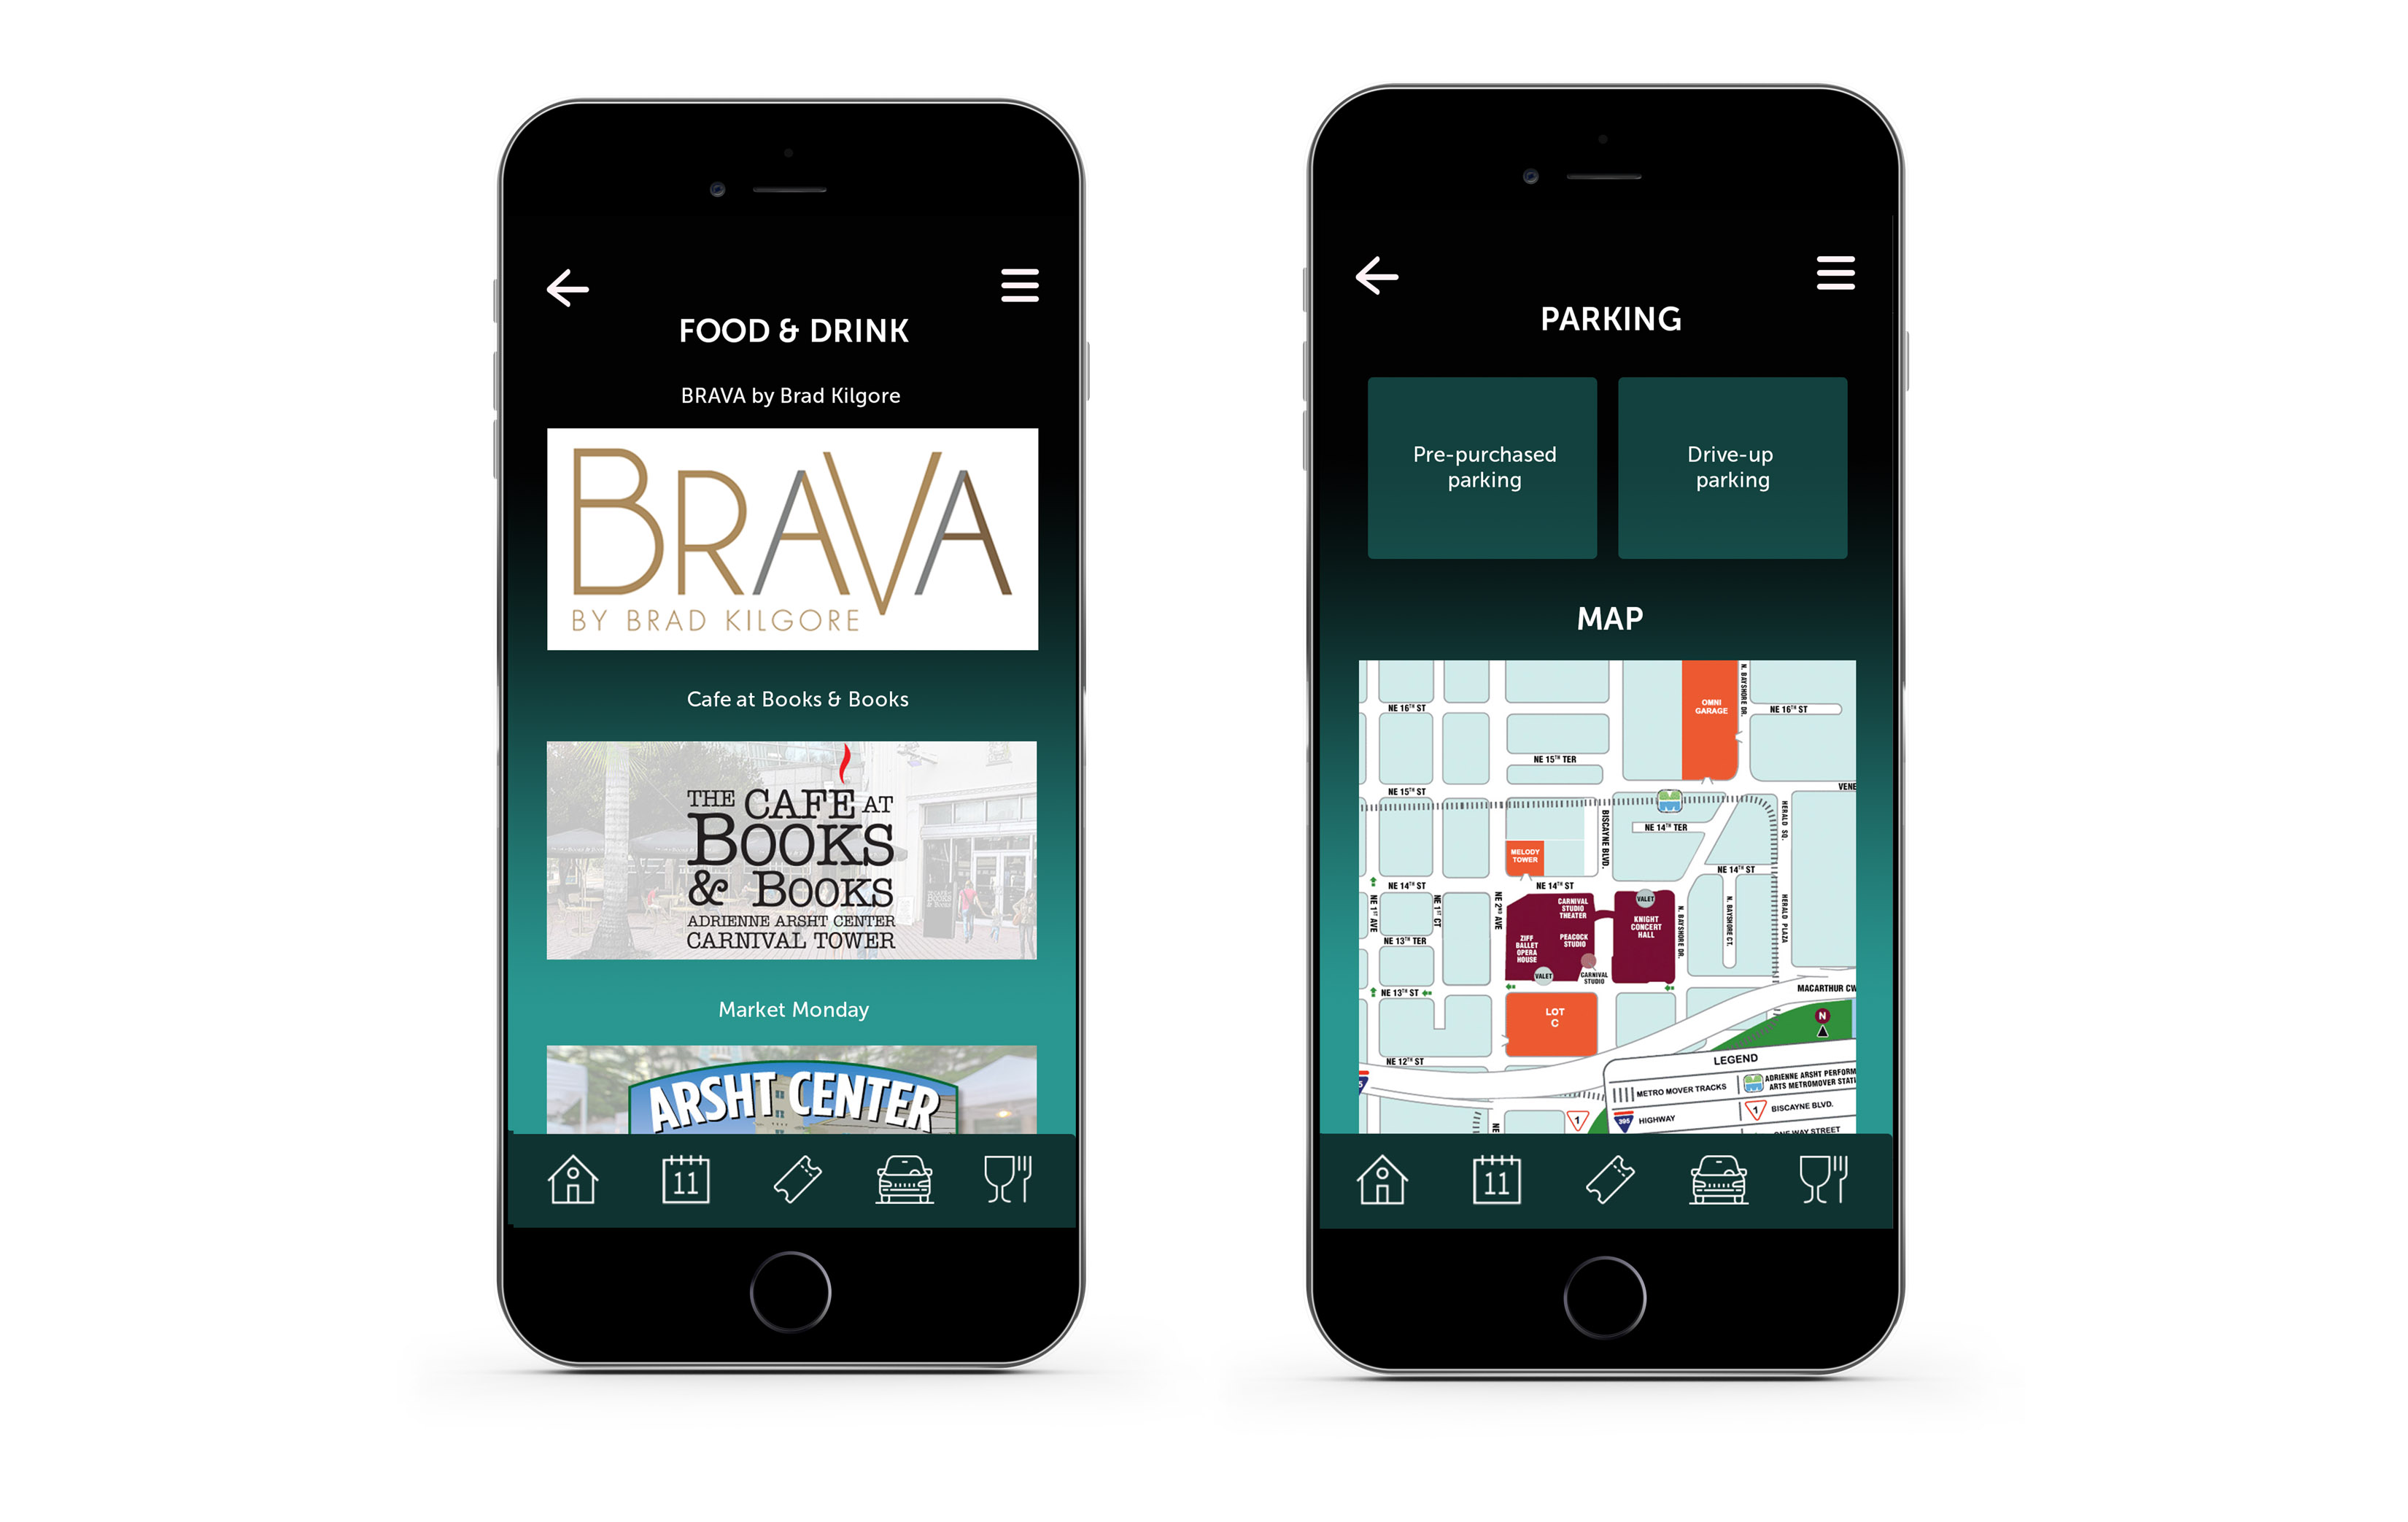 FOOD & DRINK
BRAVA by Brad Kilgore
BRAVA
BY BRAD KILGORE
Cafe at Books & Books
THE CAFE AT
BOOKS
& BOOKS
ADRIENNE ARSHT CENTER
CARNIVAL TOWER
Market Monday
ARSHT CENTER
11
PARKING
Pre-purchased
parking
Drive-up
parking
MAP
OMNI
GARAGE
N. BAYSHORE DR.
NE 16TH ST
NE 16TH ST
NE 15TH TER
NE 15TH ST
VENE
HERALD SQ.
BISCAYNE BLVD.
NE 14TH TER
MELODY
TOWER
NE 14TH ST
NE 14TH ST
NE 14TH ST
NE 1ST AVE
NE 1ST CT
NE 2ND AVE
CARNIVAL
STUDIO
THEATER
VALET
KNIGHT
CONCERT
HALL
N. BAYSHORE DR.
N. BAYSHORE CT.
HERALD PLAZA
ZIFF
BALLET
OPERA
HOUSE
PEACOCK
STUDIO
NE 13TH TER
VALET
CARNIVAL
STUDIO
NE 13TH ST
MACARTHUR CW
LOT
C
N
NE 12TH ST
LEGEND
5
METRO MOVER TRACKS
ADRIENNE ARSHT PERFORM
ARTS METROMOVER STATI
395
HIGHWAY
1
BISCAYNE BLVD.
1
NE
ONE WAY STREET
11